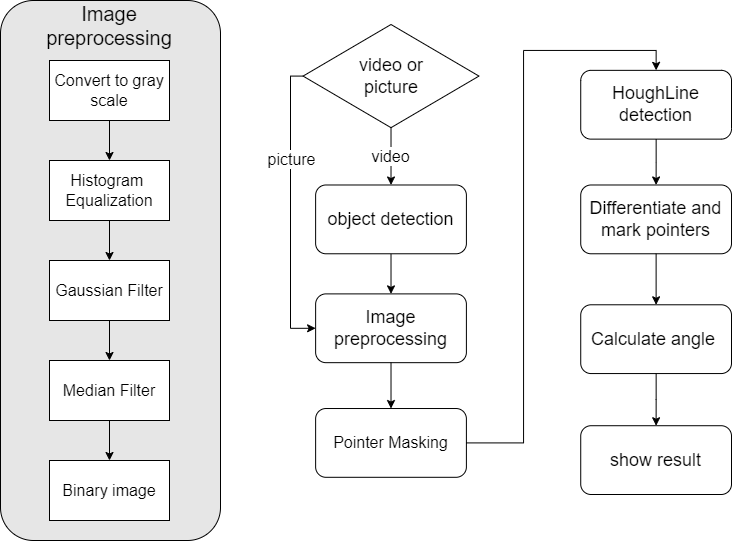 Image
preprocessing
Convert to gray
scale
Histogram
Equalization
Gaussian Filter
Median Filter
Binary image
video or
picture
picture
video
object detection
Image
preprocessing
Pointer Masking
HoughLine
detection
Differentiate and
mark pointers
Calculate angle
show result